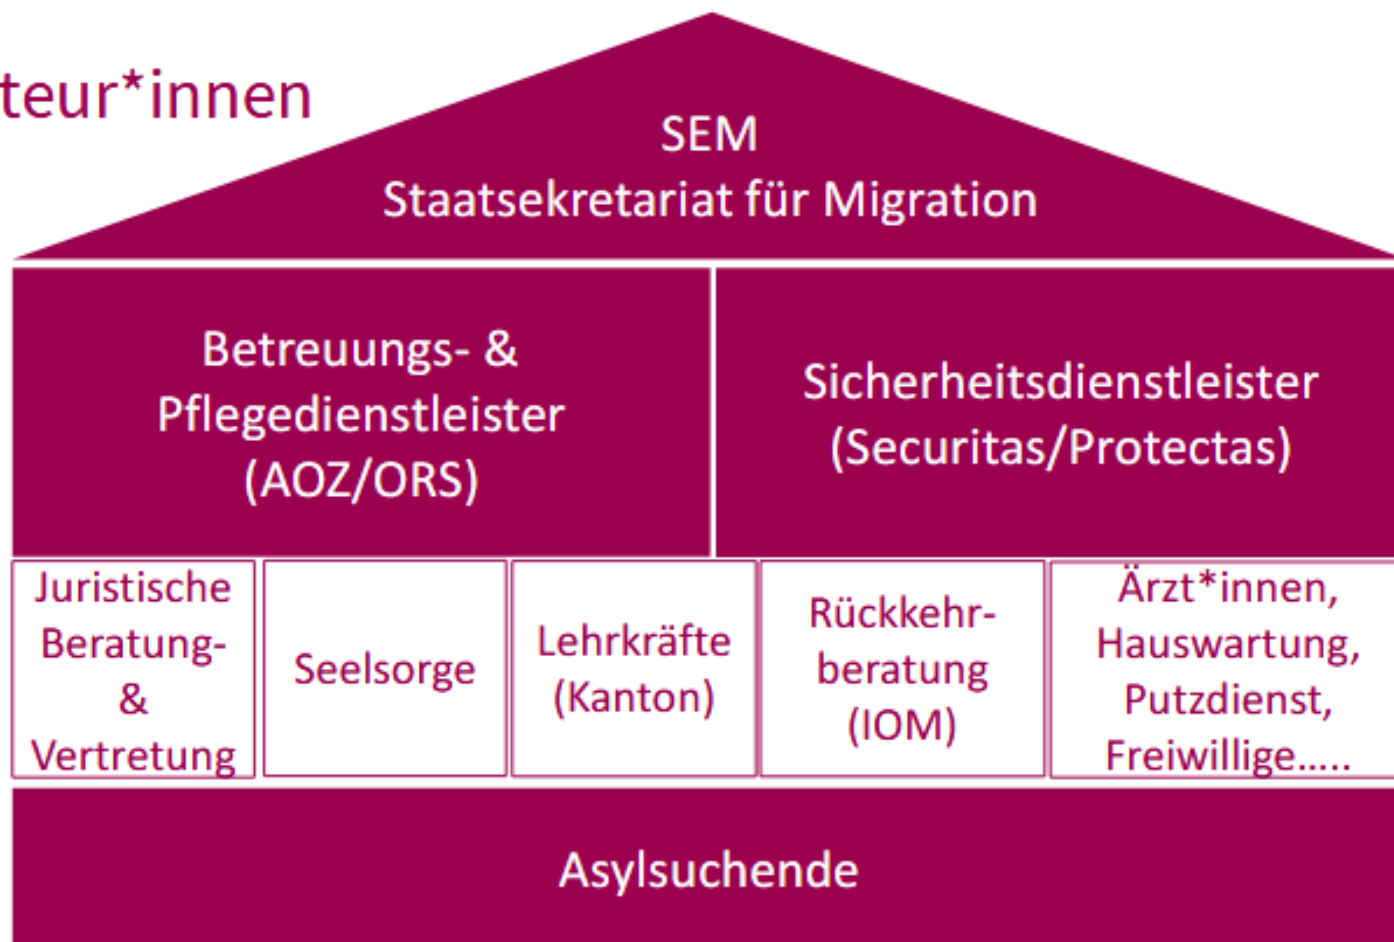 teur*innen
SEM
Staatsekretariat für Migration
Betreuungs- &
Pflegedienstleister
(AOZ/ORS)
Sicherheitsdienstleister
(Securitas/Protectas)
Juristische
Beratung-
&
Vertretung
Seelsorge
Lehrkräfte
(Kanton)
Rückkehr-
beratung
(IOM)
Ärzt*innen,
Hauswartung,
Putzdienst,
Freiwillige.....
Asylsuchende